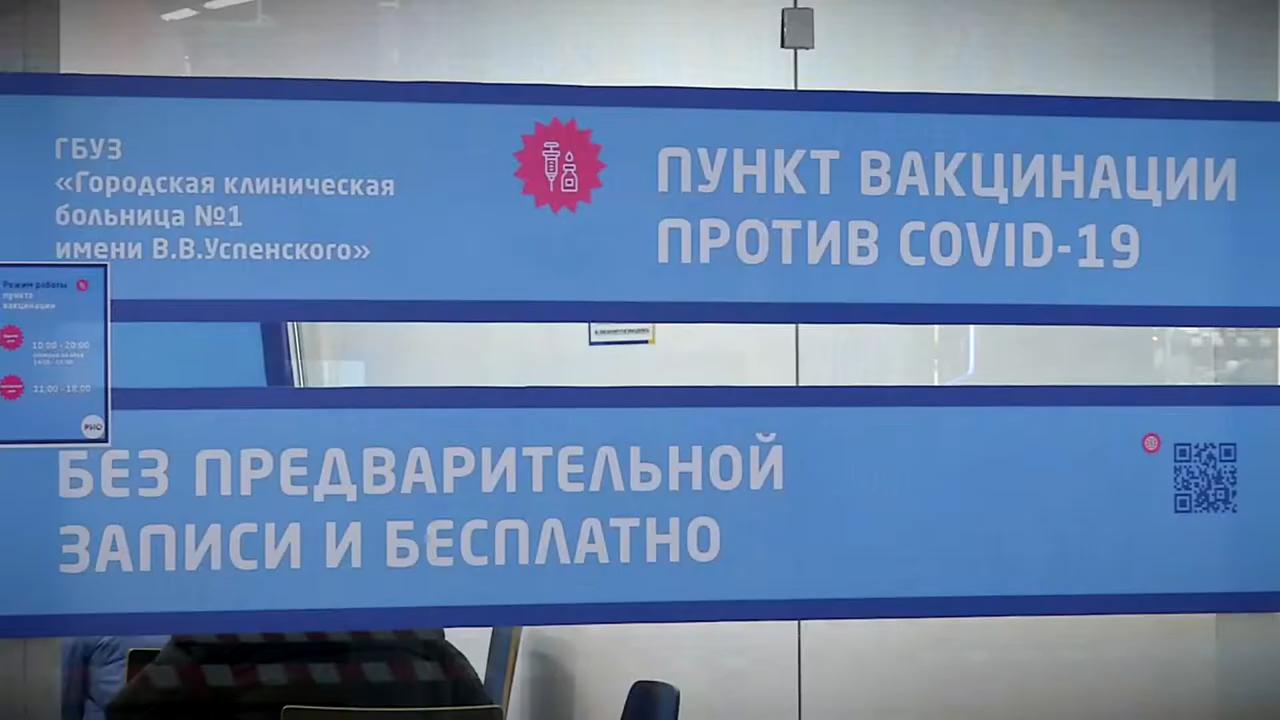 ГБУЗ
«Городская клиническая
больница №1
имени В.В.Успенского»
ПУНКТ ВАКЦИНАЦИИ
ПРОТИВ COVID-19
Режим работы
пункта
вакцинации
10:00 - 20:00
11:00 - 18:00
БЕЗ ПРЕДВАРИТЕЛЬНОЙ
ЗАПИСИ И БЕСПЛАТНО